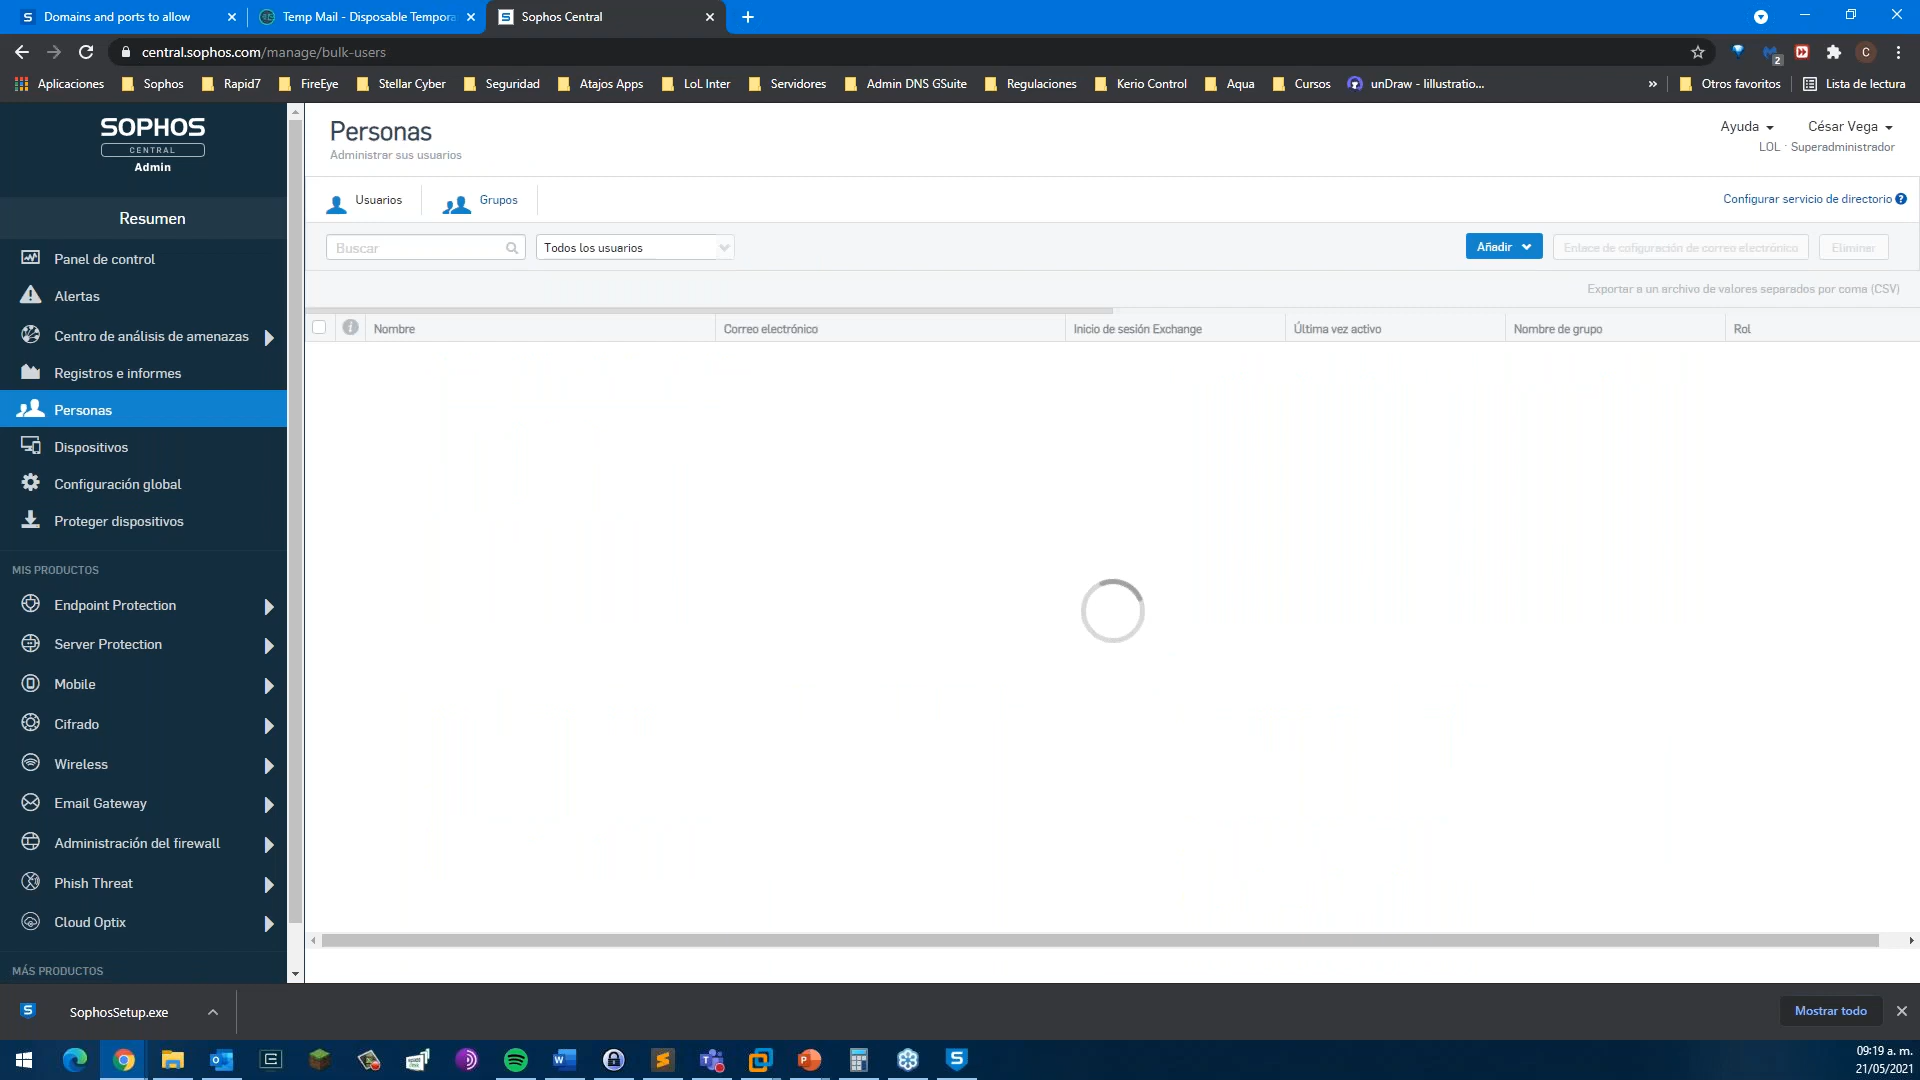 Domains and ports to allow
Temp Mail - Disposable Tempora
Sophos Central
central.sophos.com/manage/bulk-users
2
C
Aplicaciones
Sophos
Rapid7
FireEye
Stellar Cyber
Seguridad
Atajos Apps
LoL Inter
Servidores
Admin DNS GSuite
Regulaciones
Kerio Control
Aqua
Cursos
unDraw - Iillustratio...
»
Otros favoritos
Lista de lectura
SOPHOS
CENTRAL
Admin
Resumen
Panel de control
Alertas
Centro de análisis de amenazas
Registros e informes
Personas
Dispositivos
Configuración global
Proteger dispositivos
MIS PRODUCTOS
Endpoint Protection
Server Protection
Mobile
Cifrado
Wireless
Email Gateway
Administración del firewall
Phish Threat
Cloud Optix
MÁS PRODUCTOS
Personas
Administrar sus usuarios
Ayuda
César Vega
LOL · Superadministrador
Usuarios
Grupos
Configurar servicio de directorio ?
Buscar
Todos los usuarios
Añadir
Enlace de cofiguración de correo electrónico
Eliminar
Exportar a un archivo de valores separados por coma (CSV)
Nombre
Correo electrónico
Inicio de sesión Exchange
Última vez activo
Nombre de grupo
Rol
SophosSetup.exe
Mostrar todo
09:19 a. m.
21/05/2021